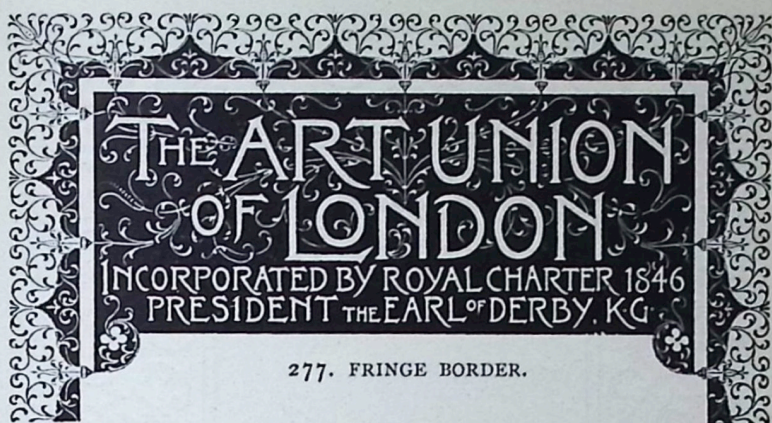 THE ART UNION
OF LONDON
INCORPORATED BY ROYAL CHARTER 1846
PRESIDENT THE EARL OF DERBY, K.G.
277. FRINGE BORDER.